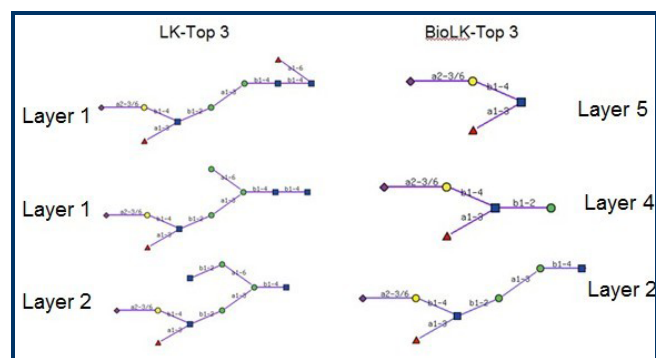 LK-Top 3
BioLK-Top 3
Layer 1
a2-3/6
b1-4
a1-3
b1-2
a1-3
b1-4
b1-4
a1-6
Layer 5
a2-3/6
b1-4
a1-3
Layer 1
a2-3/6
b1-4
a1-3
b1-2
a1-3
a1-6
b1-4
b1-4
Layer 4
a2-3/6
b1-4
a1-3
b1-2
Layer 2
a2-3/6
b1-4
a1-3
b1-2
a1-3
b1-2
a1-6
b1-4
Layer 2
a2-3/6
b1-4
a1-3
b1-2
a1-3
b1-4